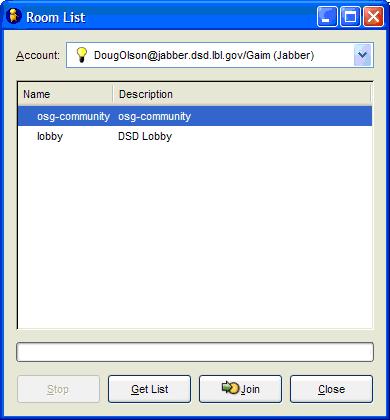 Room List
Account: DougOlson@jabber.dsd.lbl.gov/Gaim (Jabber)
Name Description
osg-community osg-community
lobby DSD Lobby
Stop Get List Join Close